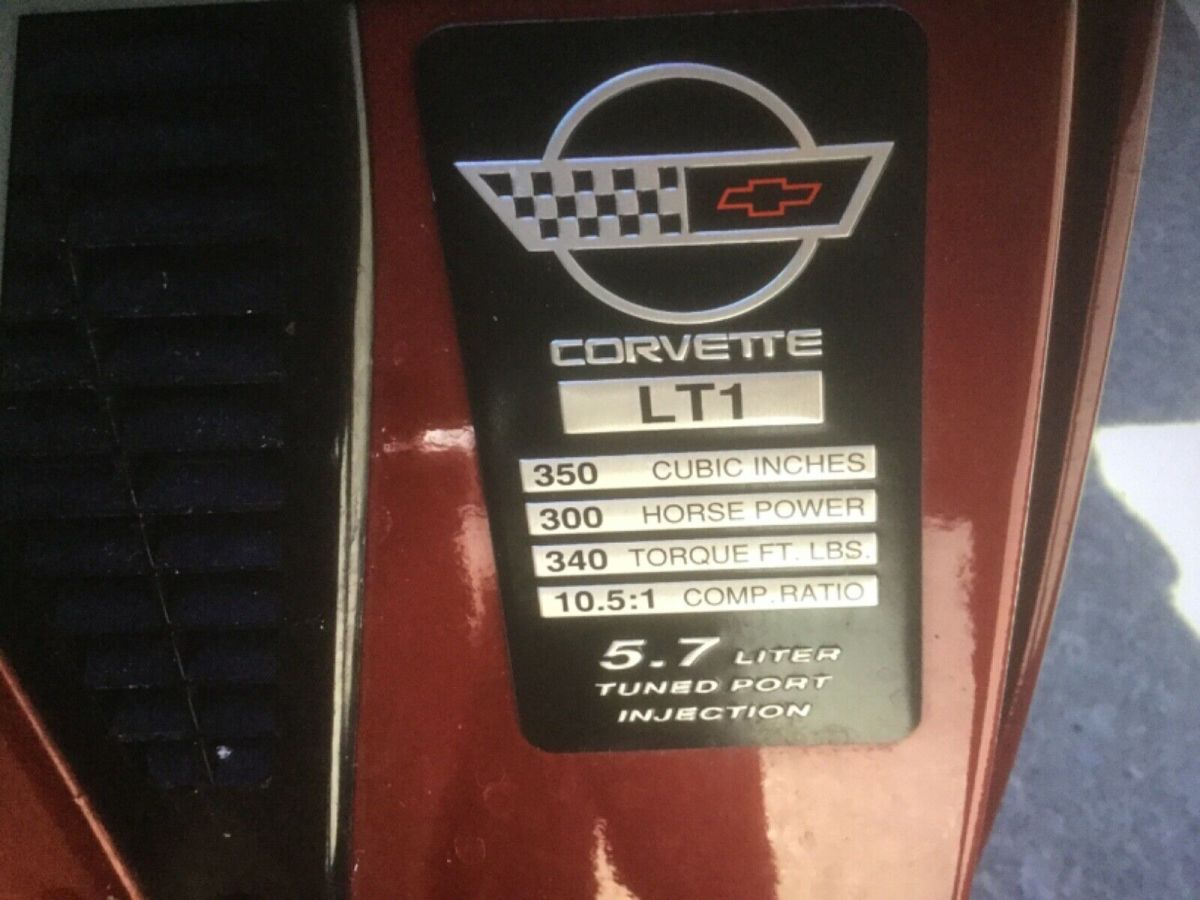 CORVETTE
LT1
350 CUBIC INCHES
300 HORSE POWER
340 TORQUE FT. LBS.
10.5:1 COMP. RATIO
5.7 LITER
TUNED PORT
INJECTION